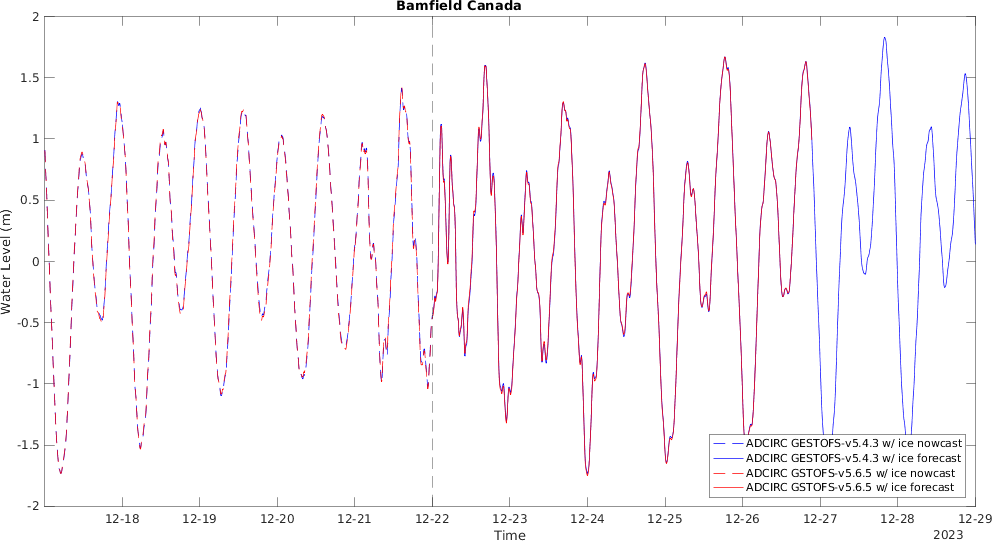 Bamfield Canada
Water Level (m)
2
1.5
1
0.5
0
-0.5
-1
-1.5
-2
ADCIRC GESTOFS-v5.4.3 w/ ice nowcast
ADCIRC GESTOFS-v5.4.3 w/ ice forecast
ADCIRC GSTOFS-v5.6.5 w/ ice nowcast
ADCIRC GSTOFS-v5.6.5 w/ ice forecast
12-18 12-19 12-20 12-21 12-22 12-23 12-24 12-25 12-26 12-27 12-28 12-29
Time
2023